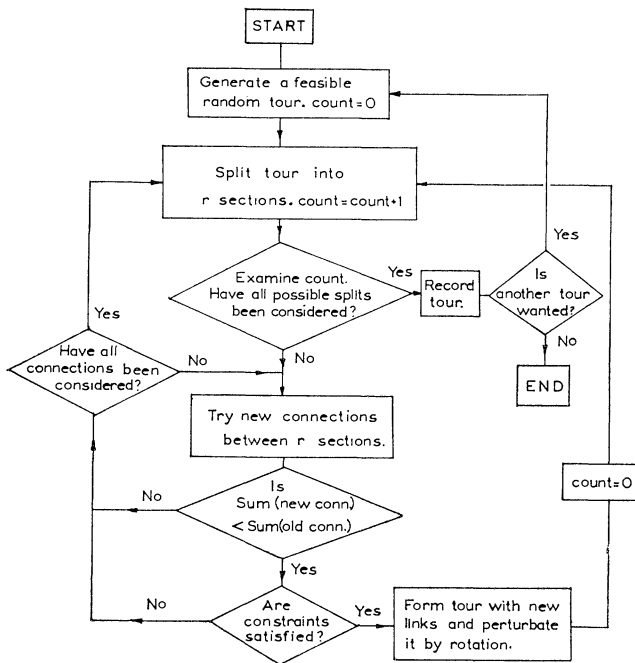 START
Generate a feasible
random tour. count=0
Split tour into
r sections. count=count+1
Yes
Examine count.
Have all possible splits
been considered?
Yes
Record
tour.
Is
another tour
wanted?
Yes
No
END
Have all
connections been
considered?
No
No
Try new connections
between r sections.
count=0
No
Is
Sum (new conn.)
< Sum(old conn.)
Yes
No
Are
constraints
satisfied?
Yes
Form tour with new
links and perturbate
it by rotation.